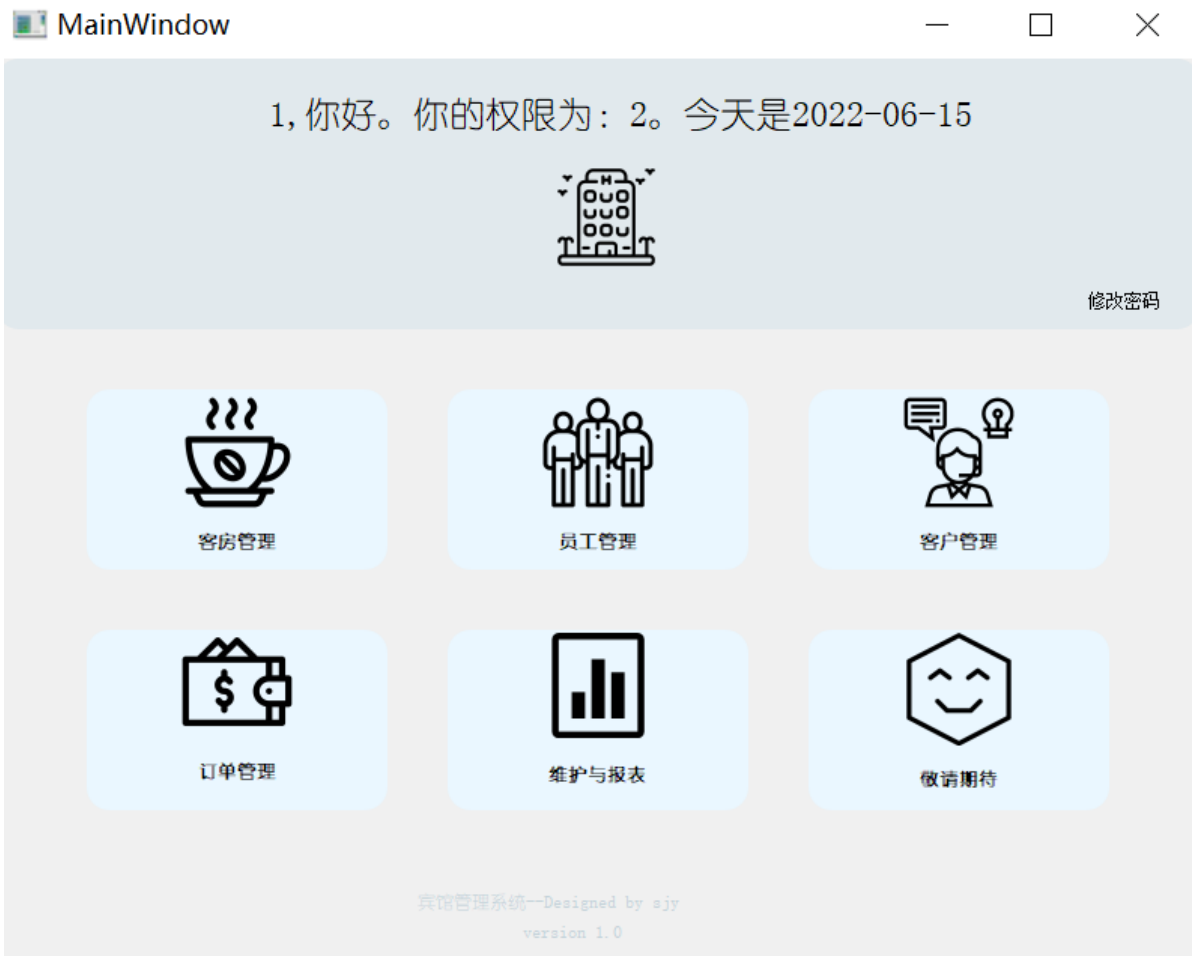 MainWindow
1,你好。你的权限为: 2。今天是2022-06-15
H
修改密码
客房管理 员工管理 客户管理
$
订单管理 维护与报表 敬请期待
宾馆管理系统--Designed by sjy
version 1.0